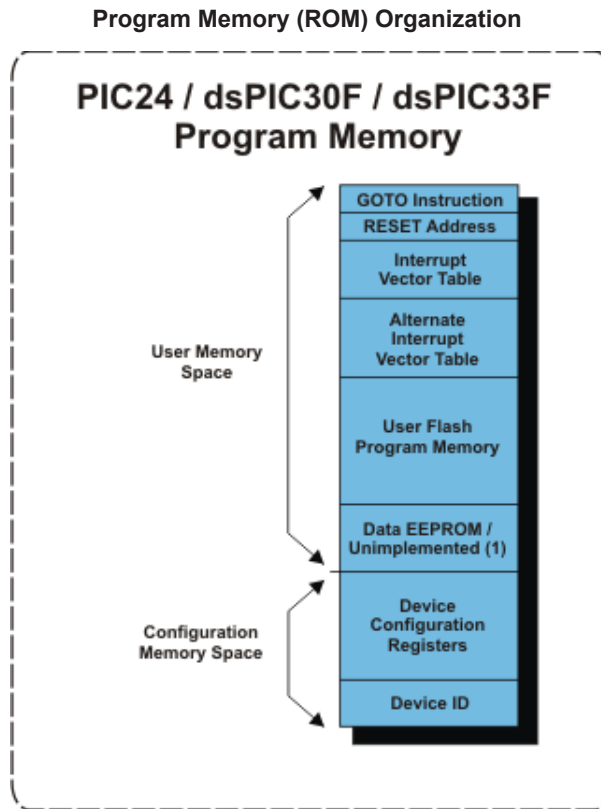 Program Memory (ROM) Organization
PIC24 / dsPIC30F / dsPIC33F
Program Memory
GOTO Instruction
RESET Address
Interrupt
Vector Table
Alternate
Interrupt
Vector Table
User Memory
Space
User Flash
Program Memory
Data EEPROM /
Unimplemented (1)
Device
Configuration
Registers
Configuration
Memory Space
Device ID